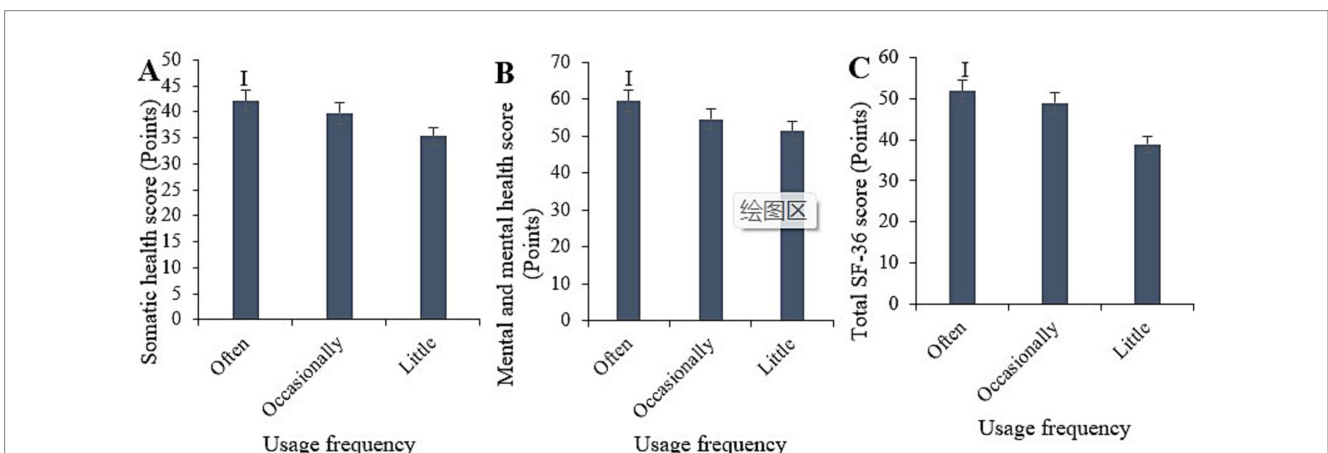 A
Somatic health score (Points)
50
45
40
35
30
25
20
15
10
5
0
I
Often
Occasionally
Little
Usage frequency
B
Mental and mental health score
(Points)
70
60
50
40
30
20
10
0
I
绘图区
Often
Occasionally
Little
Usage frequency
C
Total SF-36 score (Points)
60
50
40
30
20
10
0
I
Often
Occasionally
Little
Usage frequency